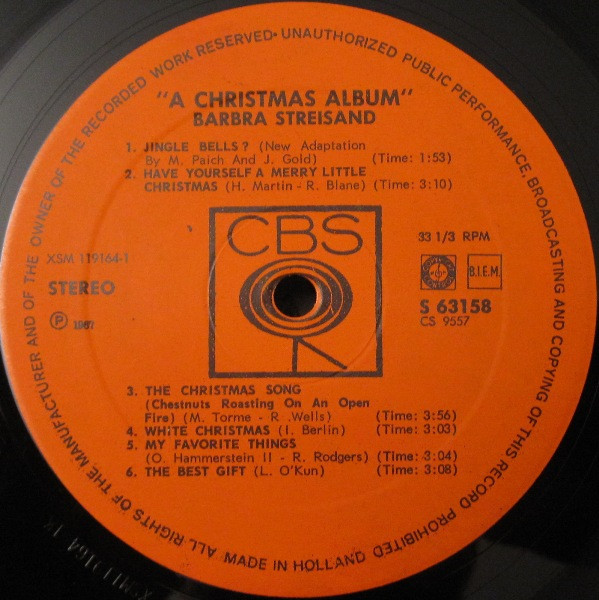 ALL RIGHTS OF THE MANUFACTURER AND OF THE OWNER OF THE RECORDED WORK RESERVED • UNAUTHORIZED PUBLIC PERFORMANCE, BROADCASTING AND COPYING OF THIS RECORD PROHIBITED
"A CHRISTMAS ALBUM"
BARBRA STREISAND
1. JINGLE BELLS? (New Adaptation
By M. Paich And J. Gold) (Time: 1:53)
2. HAVE YOURSELF A MERRY LITTLE
CHRISTMAS (H. Martin - R. Blane) (Time: 3:10)
CBS
33 1/3 RPM
XSM 119164-1
B.I.E.M.
STEREO
S 63158
CS 9557
℗ 1967
3. THE CHRISTMAS SONG
(Chestnuts Roasting On An Open
Fire) (M. Torme - R .Wells) (Time: 3:56)
4. WHITE CHRISTMAS (I. Berlin) (Time: 3:03)
5. MY FAVORITE THINGS
(O. Hammerstein II - R. Rodgers) (Time: 3:04)
6. THE BEST GIFT (L. O'Kun) (Time: 3:08)
MADE IN HOLLAND